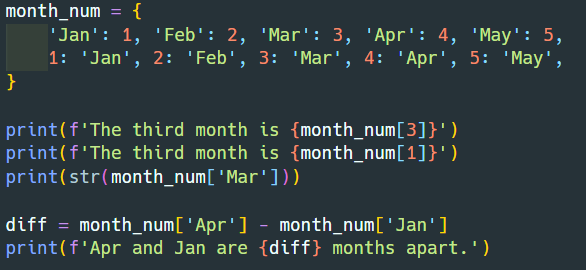 month_num = {
    'Jan': 1, 'Feb': 2, 'Mar': 3, 'Apr': 4, 'May': 5,
    1: 'Jan', 2: 'Feb', 3: 'Mar', 4: 'Apr', 5: 'May',
}

print(f'The third month is {month_num[3]}')
print(f'The third month is {month_num[1]}')
print(str(month_num['Mar']))

diff = month_num['Apr'] - month_num['Jan']
print(f'Apr and Jan are {diff} months apart.')